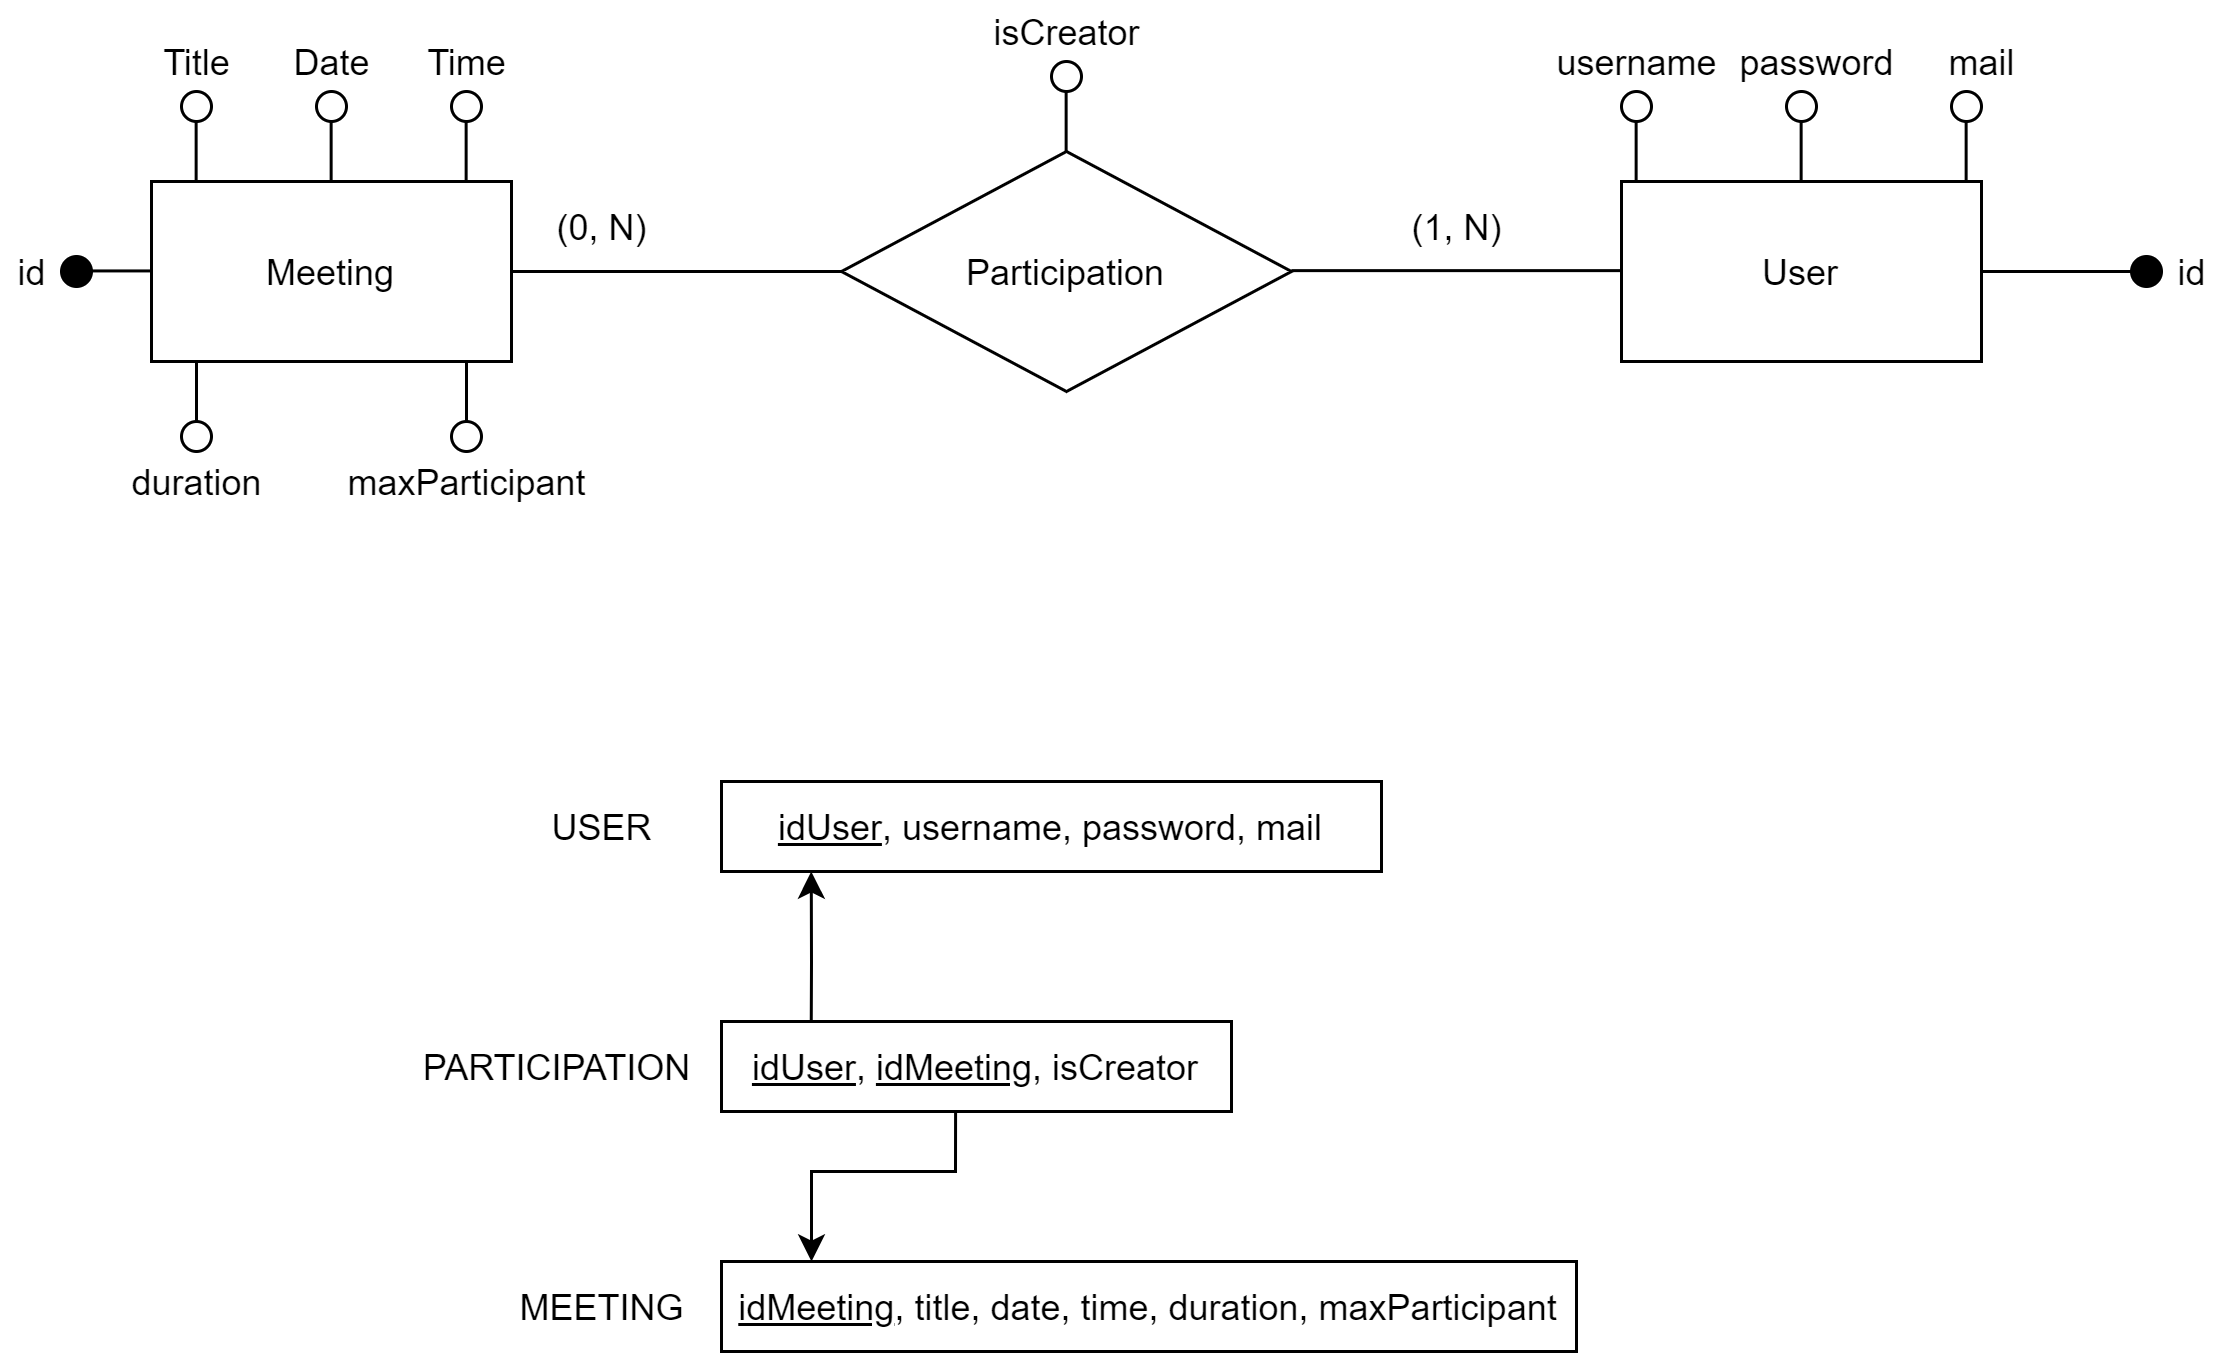 isCreator
Title Date Time
username password mail
(0, N) (1, N)
id Meeting Participation User id
duration maxParticipant
USER idUser, username, password, mail
PARTICIPATION idUser, idMeeting, isCreator
MEETING idMeeting, title, date, time, duration, maxParticipant